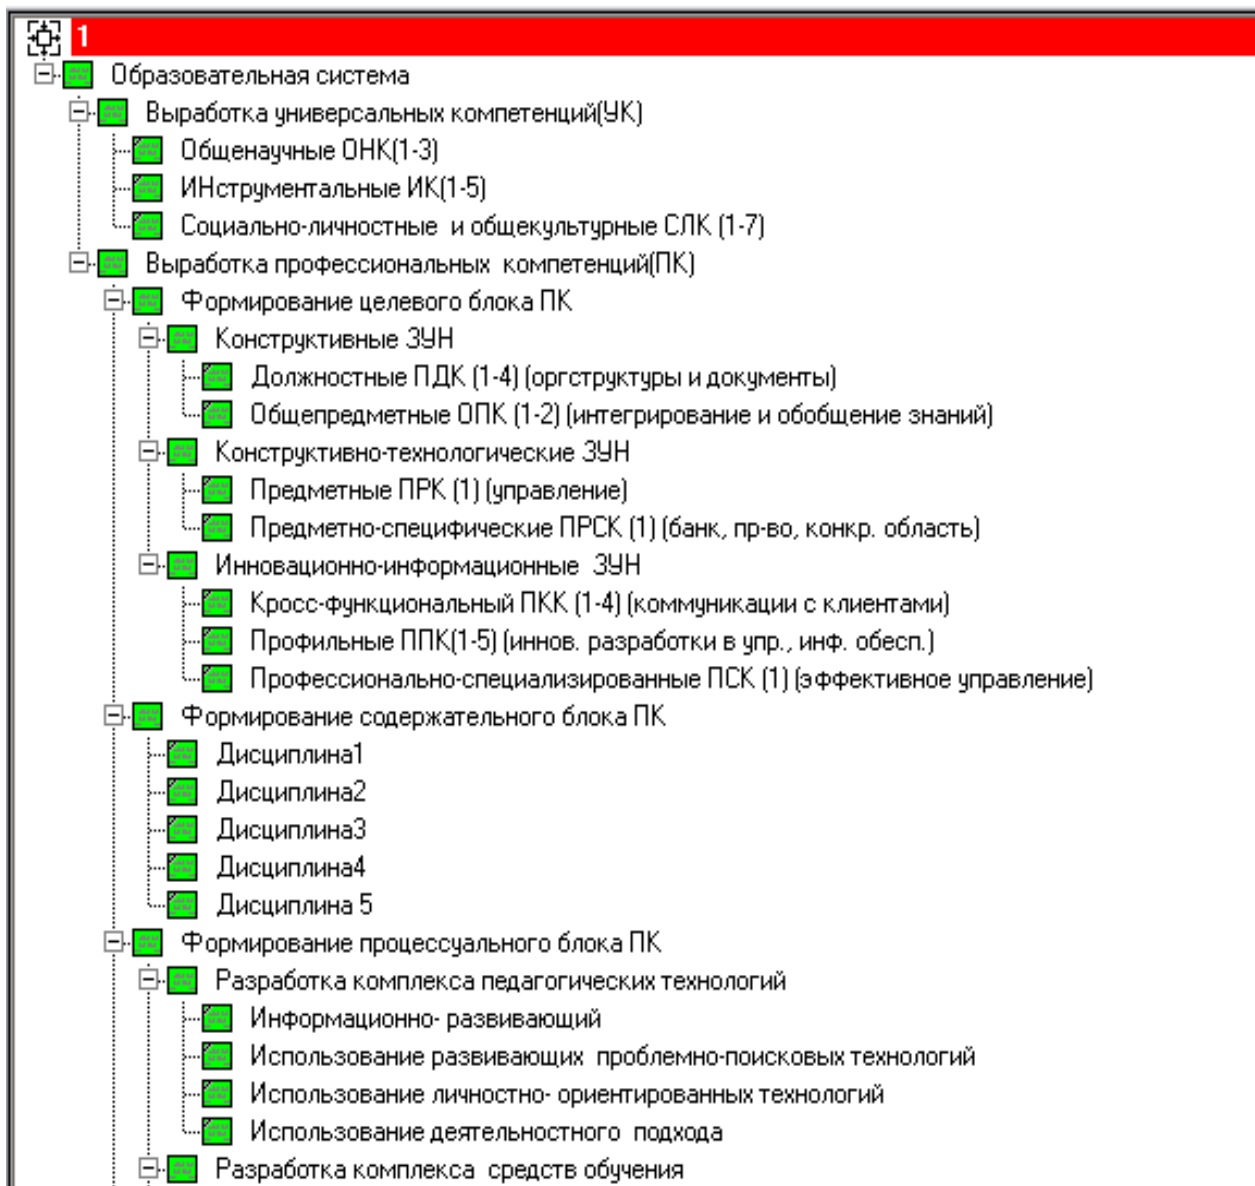 1
Образовательная система
Выработка универсальных компетенций(УК)
Общенаучные ОНК(1-3)
ИНструментальные ИК(1-5)
Социально-личностные и общекультурные СЛК (1-7)
Выработка профессиональных компетенций(ПК)
Формирование целевого блока ПК
Конструктивные ЗУН
Должностные ПДК (1-4) (оргструктуры и документы)
Общепредметные ОПК (1-2) (интегрирование и обобщение знаний)
Конструктивно-технологические ЗУН
Предметные ПРК (1) (управление)
Предметно-специфические ПРСК (1) (банк, пр-во, конкр. область)
Инновационно-информационные ЗУН
Кросс-функциональный ПКК (1-4) (коммуникации с клиентами)
Профильные ППК(1-5) (иннов. разработки в упр., инф. обесп.)
Профессионально-специализированные ПСК (1) (эффективное управление)
Формирование содержательного блока ПК
Дисциплина1
Дисциплина2
Дисциплина3
Дисциплина4
Дисциплина 5
Формирование процессуального блока ПК
Разработка комплекса педагогических технологий
Информационно- развивающий
Использование развивающих проблемно-поисковых технологий
Использование личностно- ориентированных технологий
Использование деятельностного подхода
Разработка комплекса средств обучения